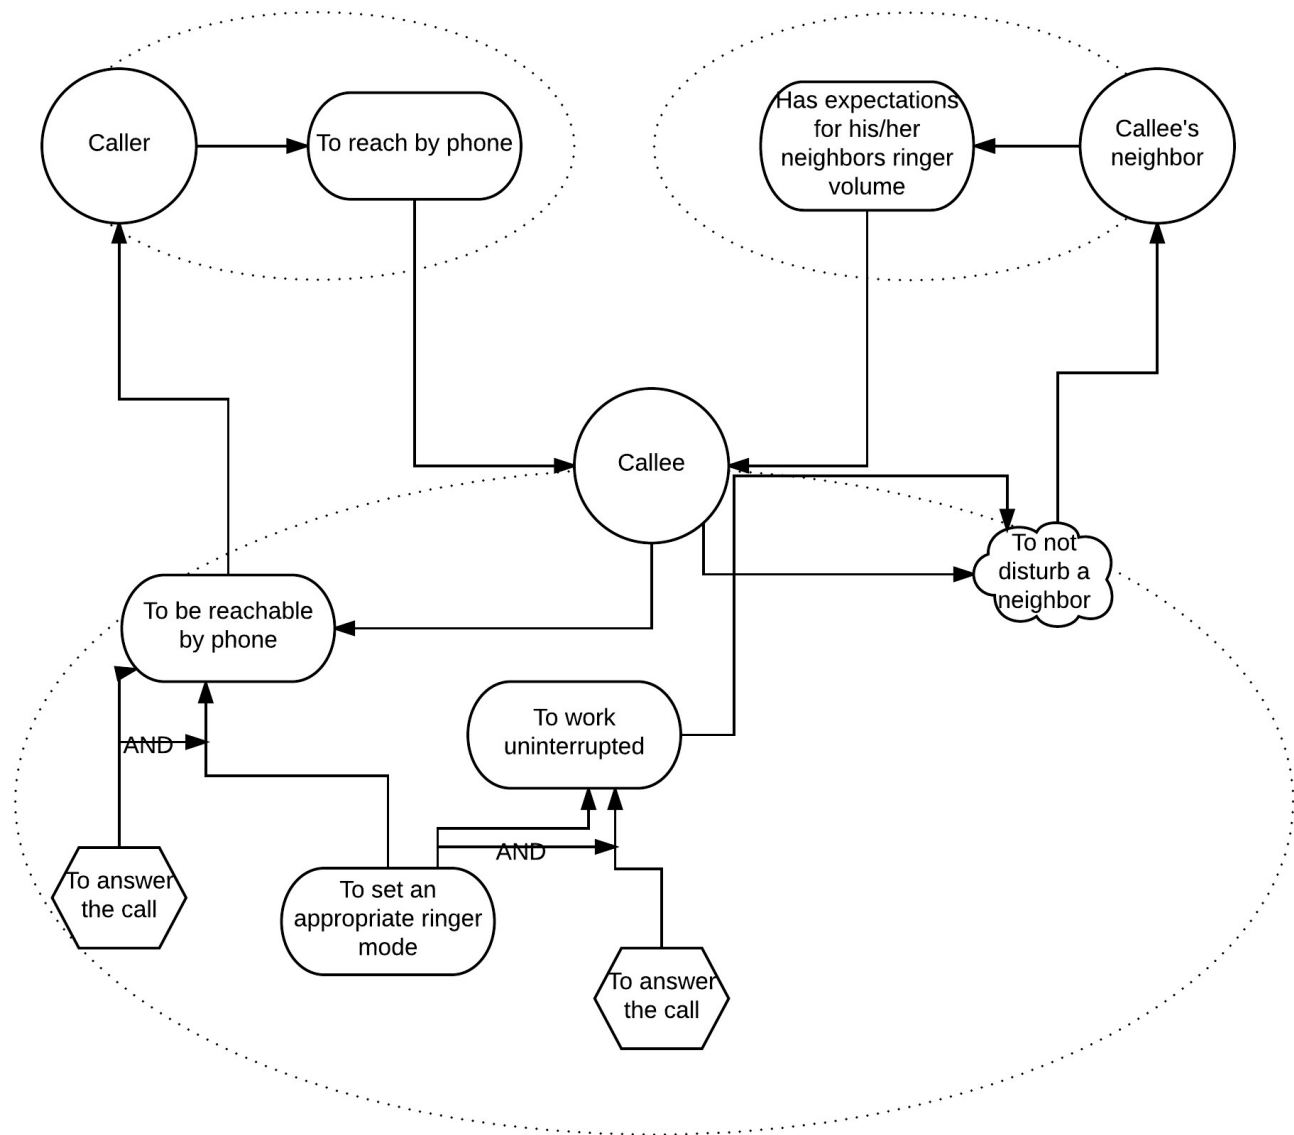 Caller
To reach by phone
Has expectations
for his/her
neighbors ringer
volume
Callee's
neighbor
Callee
To not
disturb a
neighbor
To be reachable
by phone
To work
uninterrupted
AND
AND
To answer
the call
To set an
appropriate ringer
mode
To answer
the call